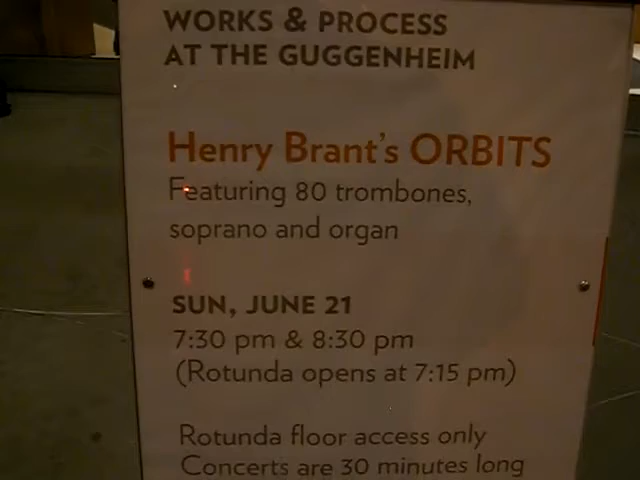 WORKS & PROCESS
AT THE GUGGENHEIM
Henry Brant's ORBITS
Featuring 80 trombones,
soprano and organ
SUN, JUNE 21
7:30 pm & 8:30 pm
(Rotunda opens at 7:15 pm)
Rotunda floor access only
Concerts are 30 minutes long